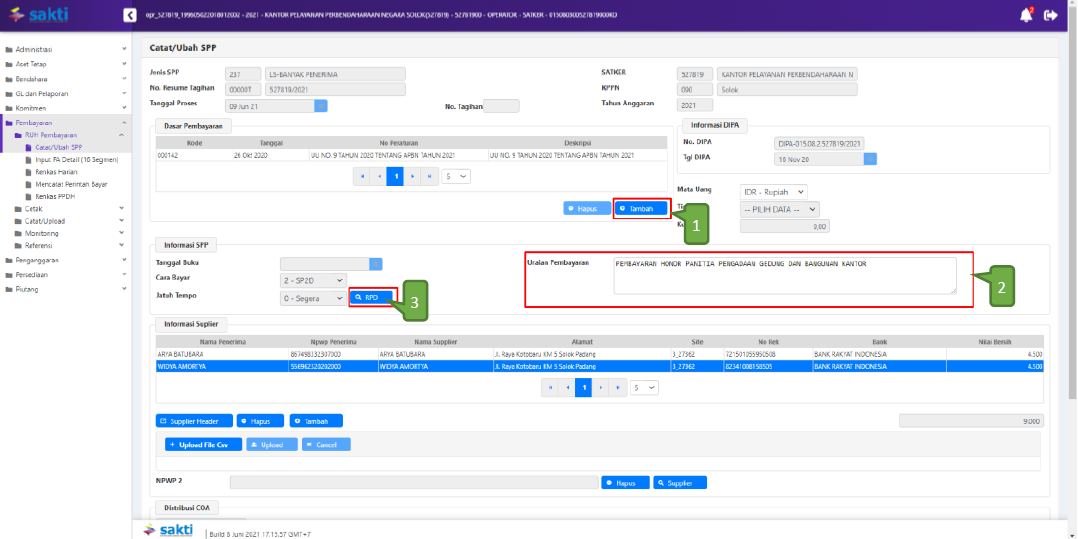 sakti
opr_527819_199605022018012002 - 2021 - KANTOR PELAYANAN PERBENDAHARAAN NEGARA SOLOK(527819) - 527819KD - OPERATOR - SATKER - 015080300527819000KD
2
Administrasi
Aset Tetap
Bendahara
GL dan Pelaporan
Komitmen
Pembayaran
RUH Pembayaran
Catat/Ubah SPP
Input FA Detail (16 Segmen)
Renkas Harian
Mencatat Perintah Bayar
Renkas PPDH
Cetak
Catat/Upload
Monitoring
Referensi
Penganggaran
Persediaan
Piutang
Catat/Ubah SPP
Jenis SPP 237 LS-BANYAK PENERIMA SATKER 527819 KANTOR PELAYANAN PERBENDAHARAAN N
No. Resume Tagihan 00008T 527819/2021 KPPN 090 Solok
Tanggal Proses 09 Jun 21 No. Tagihan Tahun Anggaran 2021
Dasar Pembayaran Informasi DIPA
Kode Tanggal No Peraturan Deskripsi
000142 26 Okt 2020 UU NO. 9 TAHUN 2020 TENTANG APBN TAHUN 2021 UU NO. 9 TAHUN 2020 TENTANG APBN TAHUN 2021
No. DIPA DIPA-015.08.2.527819/2021
Tgl DIPA 16 Nov 20
1 5
Mata Uang IDR - Rupiah
Hapus Tambah
-- PILIH DATA --
0,00
1
Informasi SPP
Tanggal Buku
Cara Bayar 2 - SP2D
Jatuh Tempo 0 - Segera RPD
3
Uraian Pembayaran PEMBAYARAN HONOR PANITIA PENGADAAN GEDUNG DAN BANGUNAN KANTOR
2
Informasi Suplier
Nama Penerima Npwp Penerima Nama Supplier Alamat Site No Rek Bank Nilai Bersih
ARYA BATUBARA 867498332307000 ARYA BATUBARA JL Raya Kotobaru KM 5 Solok Padang 3_27362 721501055950508 BANK RAKYAT INDONESIA 4.500
WIDYA AMORTYA 556962320202000 WIDYA AMORTYA JL Raya Kotobaru KM 5 Solok Padang 3_27362 82341008158505 BANK RAKYAT INDONESIA 4.500
1 5
Supplier Header Hapus Tambah 9.000
+ Upload File Csv Upload Cancel
NPWP 2 Hapus Supplier
Distribusi COA
sakti
Build 8 Juni 2021 17.15.57 GMT+7